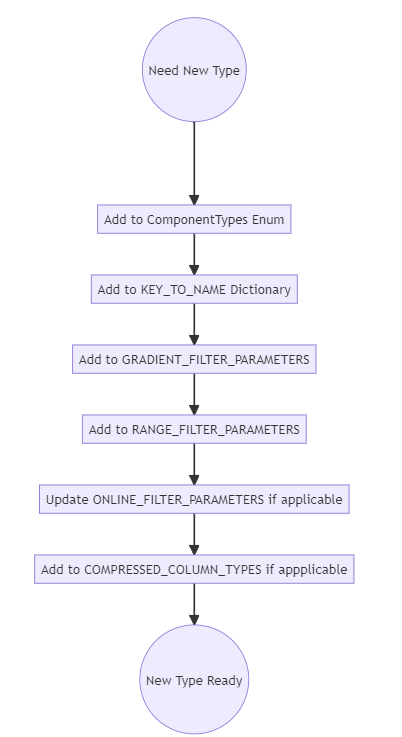 Need New Type
Add to ComponentTypes Enum
Add to KEY_TO_NAME Dictionary
Add to GRADIENT_FILTER_PARAMETERS
Add to RANGE_FILTER_PARAMETERS
Update ONLINE_FILTER_PARAMETERS if applicable
Add to COMPRESSED_COLUMN_TYPES if appplicable
New Type Ready